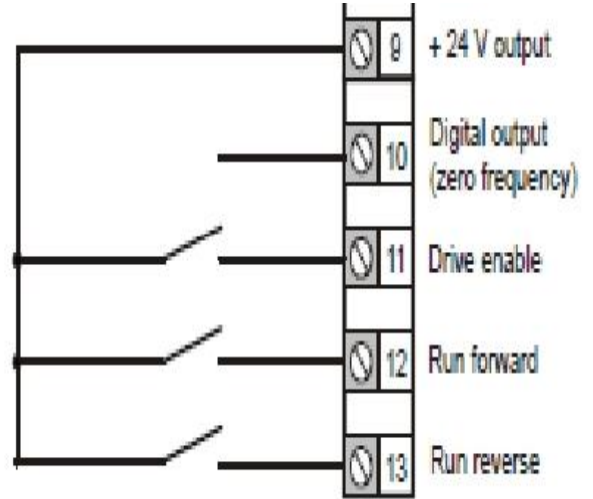 9 + 24 V output
10 Digital output
(zero frequency)
11 Drive enable
12 Run forward
13 Run reverse